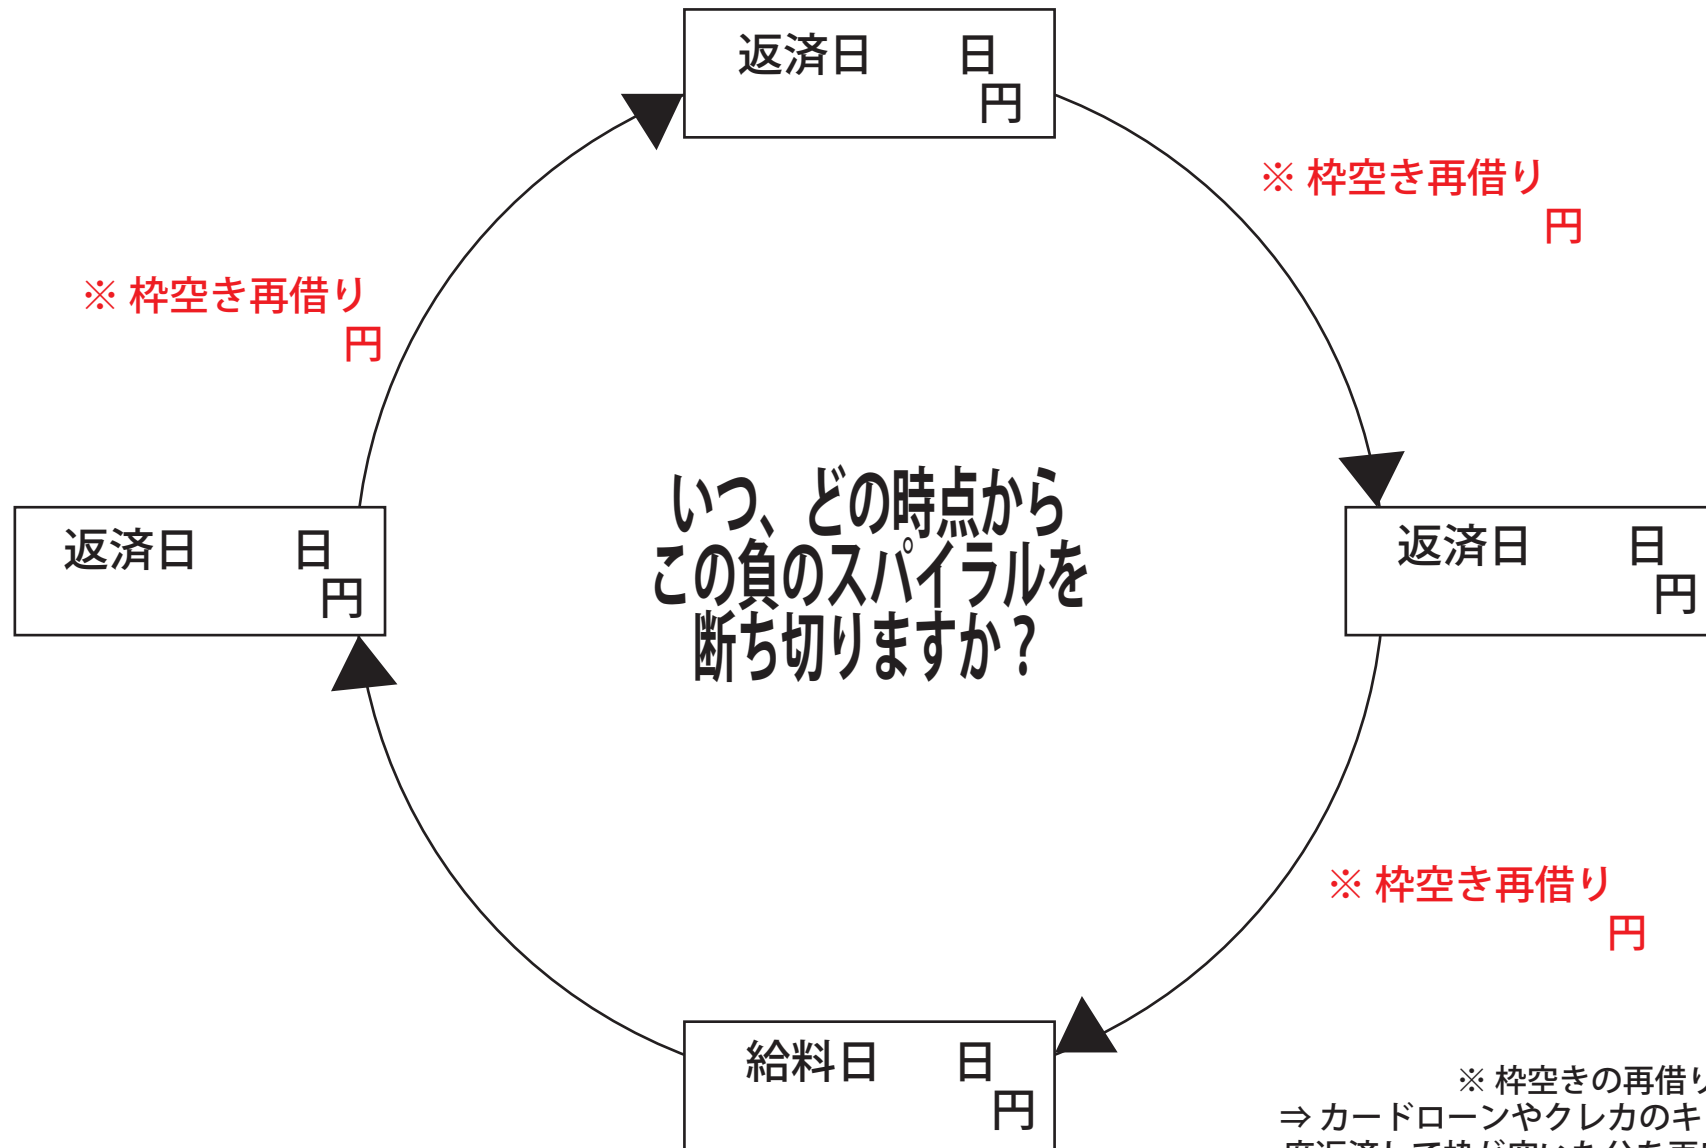 返済日 日
円
※ 枠空き再借り
円
※ 枠空き再借り
円
いつ、どの時点から
この負のスパイラルを
断ち切りますか？
返済日 日
円
返済日 日
円
※ 枠空き再借り
円
給料日 日
円
※ 枠空きの再借り
⇒ カードローンやクレカのキ